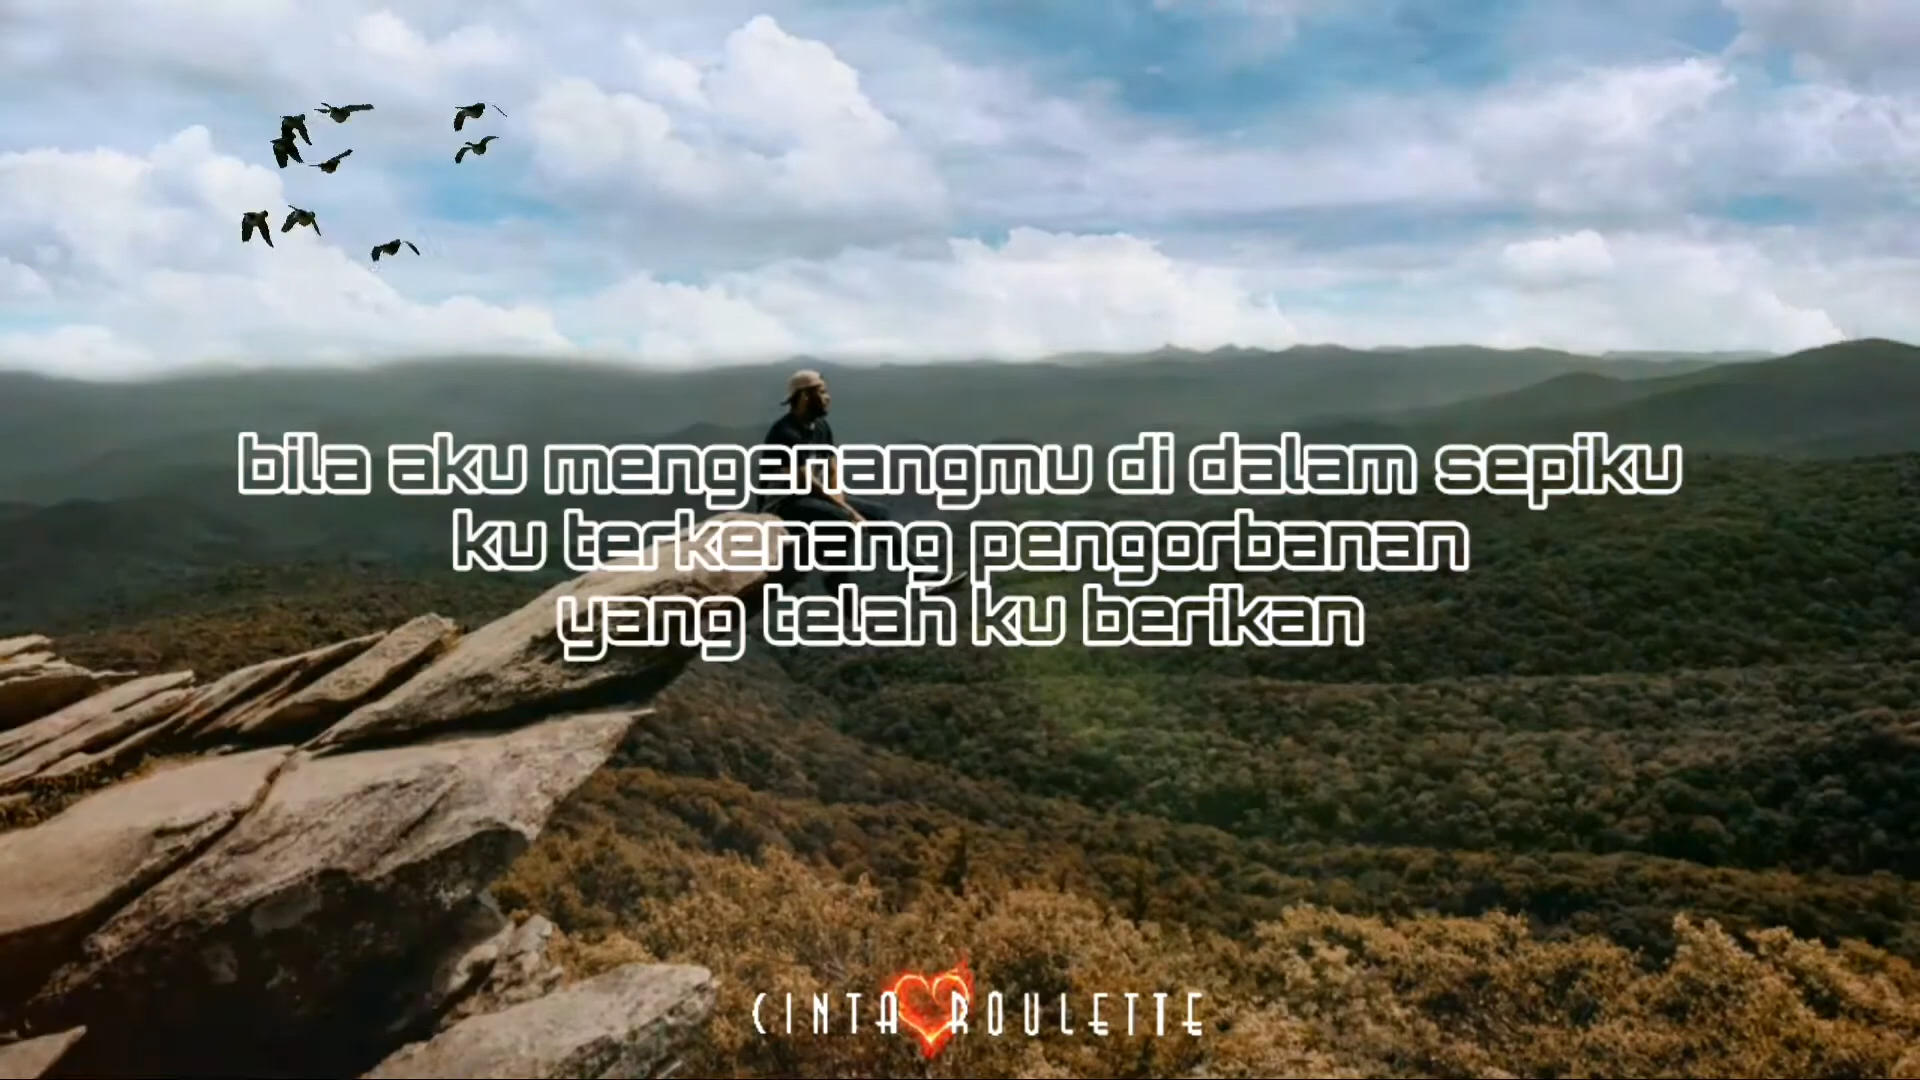 bila aku mengenangmu di dalam sepiku
ku terkenang pengorbanan
yang telah ku berikan
CINTA ROULETTE